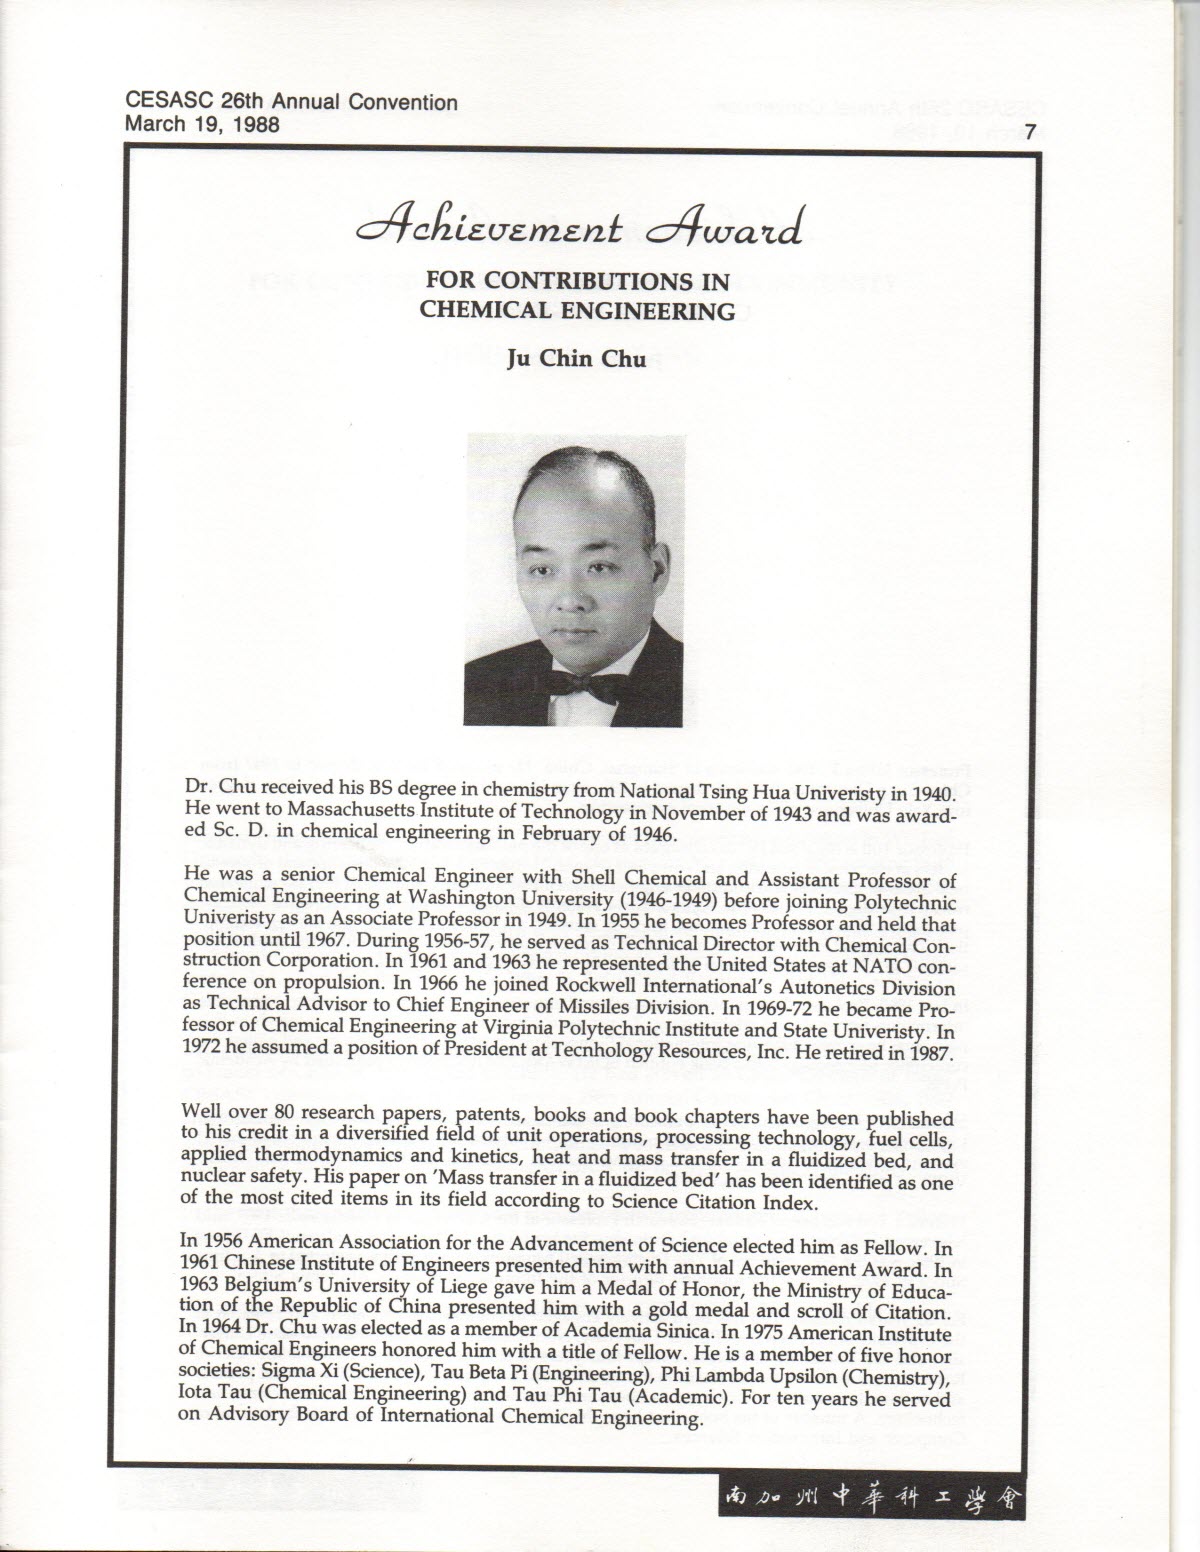 CESASC 26th Annual Convention
March 19, 1988
7
Achievement Award
FOR CONTRIBUTIONS IN
CHEMICAL ENGINEERING
Ju Chin Chu
Dr. Chu received his BS degree in chemistry from National Tsing Hua Univeristy in 1940.
He went to Massachusetts Institute of Technology in November of 1943 and was award-
ed Sc. D. in chemical engineering in February of 1946.
He was a senior Chemical Engineer with Shell Chemical and Assistant Professor of
Chemical Engineering at Washington University (1946-1949) before joining Polytechnic
Univeristy as an Associate Professor in 1949. In 1955 he becomes Professor and held that
position until 1967. During 1956-57, he served as Technical Director with Chemical Con-
struction Corporation. In 1961 and 1963 he represented the United States at NATO con-
ference on propulsion. In 1966 he joined Rockwell International's Autonetics Division
as Technical Advisor to Chief Engineer of Missiles Division. In 1969-72 he became Pro-
fessor of Chemical Engineering at Virginia Polytechnic Institute and State Univeristy. In
1972 he assumed a position of President at Tecnhology Resources, Inc. He retired in 1987.
Well over 80 research papers, patents, books and book chapters have been published
to his credit in a diversified field of unit operations, processing technology, fuel cells,
applied thermodynamics and kinetics, heat and mass transfer in a fluidized bed, and
nuclear safety. His paper on 'Mass transfer in a fluidized bed' has been identified as one
of the most cited items in its field according to Science Citation Index.
In 1956 American Association for the Advancement of Science elected him as Fellow. In
1961 Chinese Institute of Engineers presented him with annual Achievement Award. In
1963 Belgium's University of Liege gave him a Medal of Honor, the Ministry of Educa-
tion of the Republic of China presented him with a gold medal and scroll of Citation.
In 1964 Dr. Chu was elected as a member of Academia Sinica. In 1975 American Institute
of Chemical Engineers honored him with a title of Fellow. He is a member of five honor
societies: Sigma Xi (Science), Tau Beta Pi (Engineering), Phi Lambda Upsilon (Chemistry),
Iota Tau (Chemical Engineering) and Tau Phi Tau (Academic). For ten years he served
on Advisory Board of International Chemical Engineering.
南加州中華科工學會